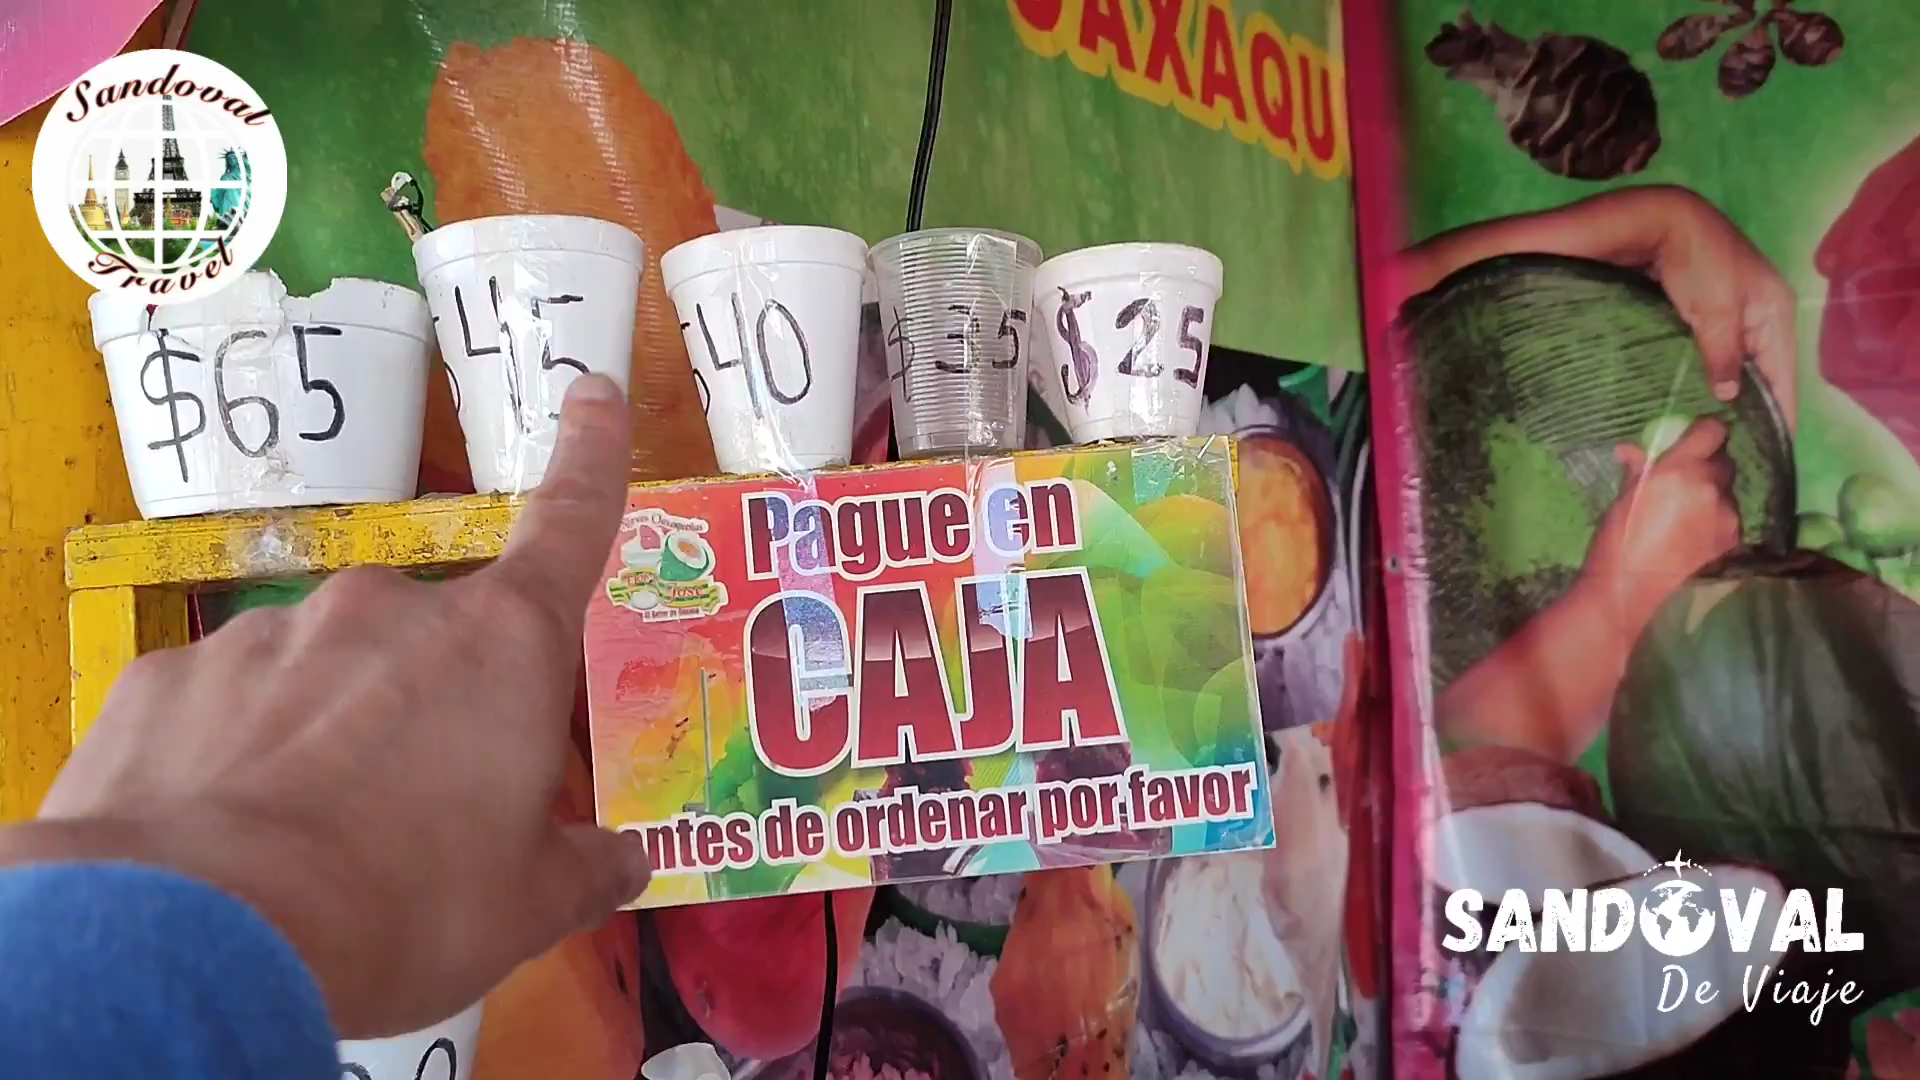 Sandoval
Travel
OAXAQU
$65
$45
$40
$35
$25
Pague en
CAJA
antes de ordenar por favor
SANDOVAL
De Viaje